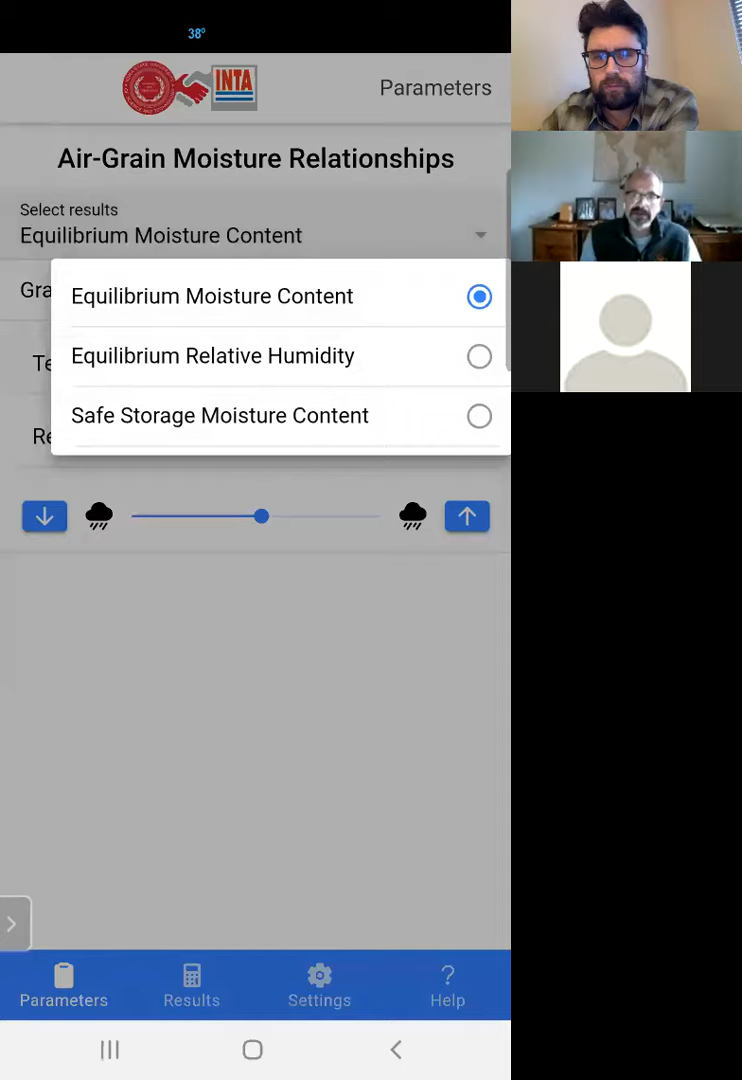 38°
INTA
Parameters
Air-Grain Moisture Relationships
Select results
Equilibrium Moisture Content
Gra
Equilibrium Moisture Content
Equilibrium Relative Humidity
Te
Safe Storage Moisture Content
Re
Parameters
Results
Settings
? Help